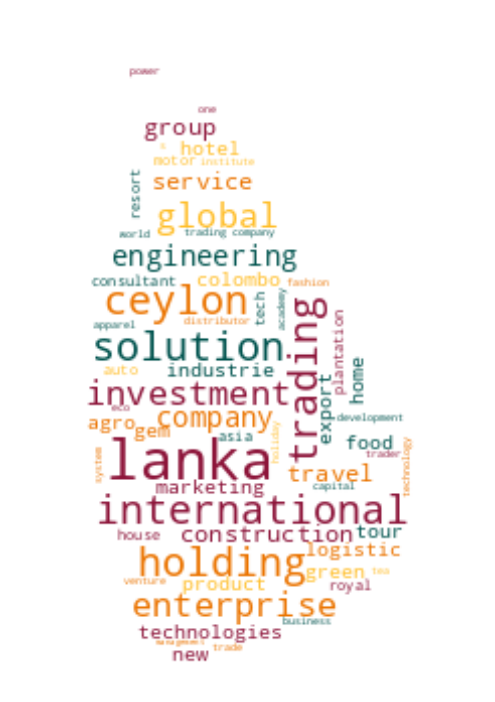 power
one
group
s hotel
motor institute
service
resort
global
world trading company
engineering
consultant colombo fashion
ceylon tech academy
apparel distributor
trading
plantation
solution
auto industrie
home
export
investment
eco
agro gem company
asia
holiday
development
food
trader
lanka
system
travel
technology
marketing capital
international
house construction tour
holding logistic
green tea
venture product royal
enterprise
business
technologies
management trade
new